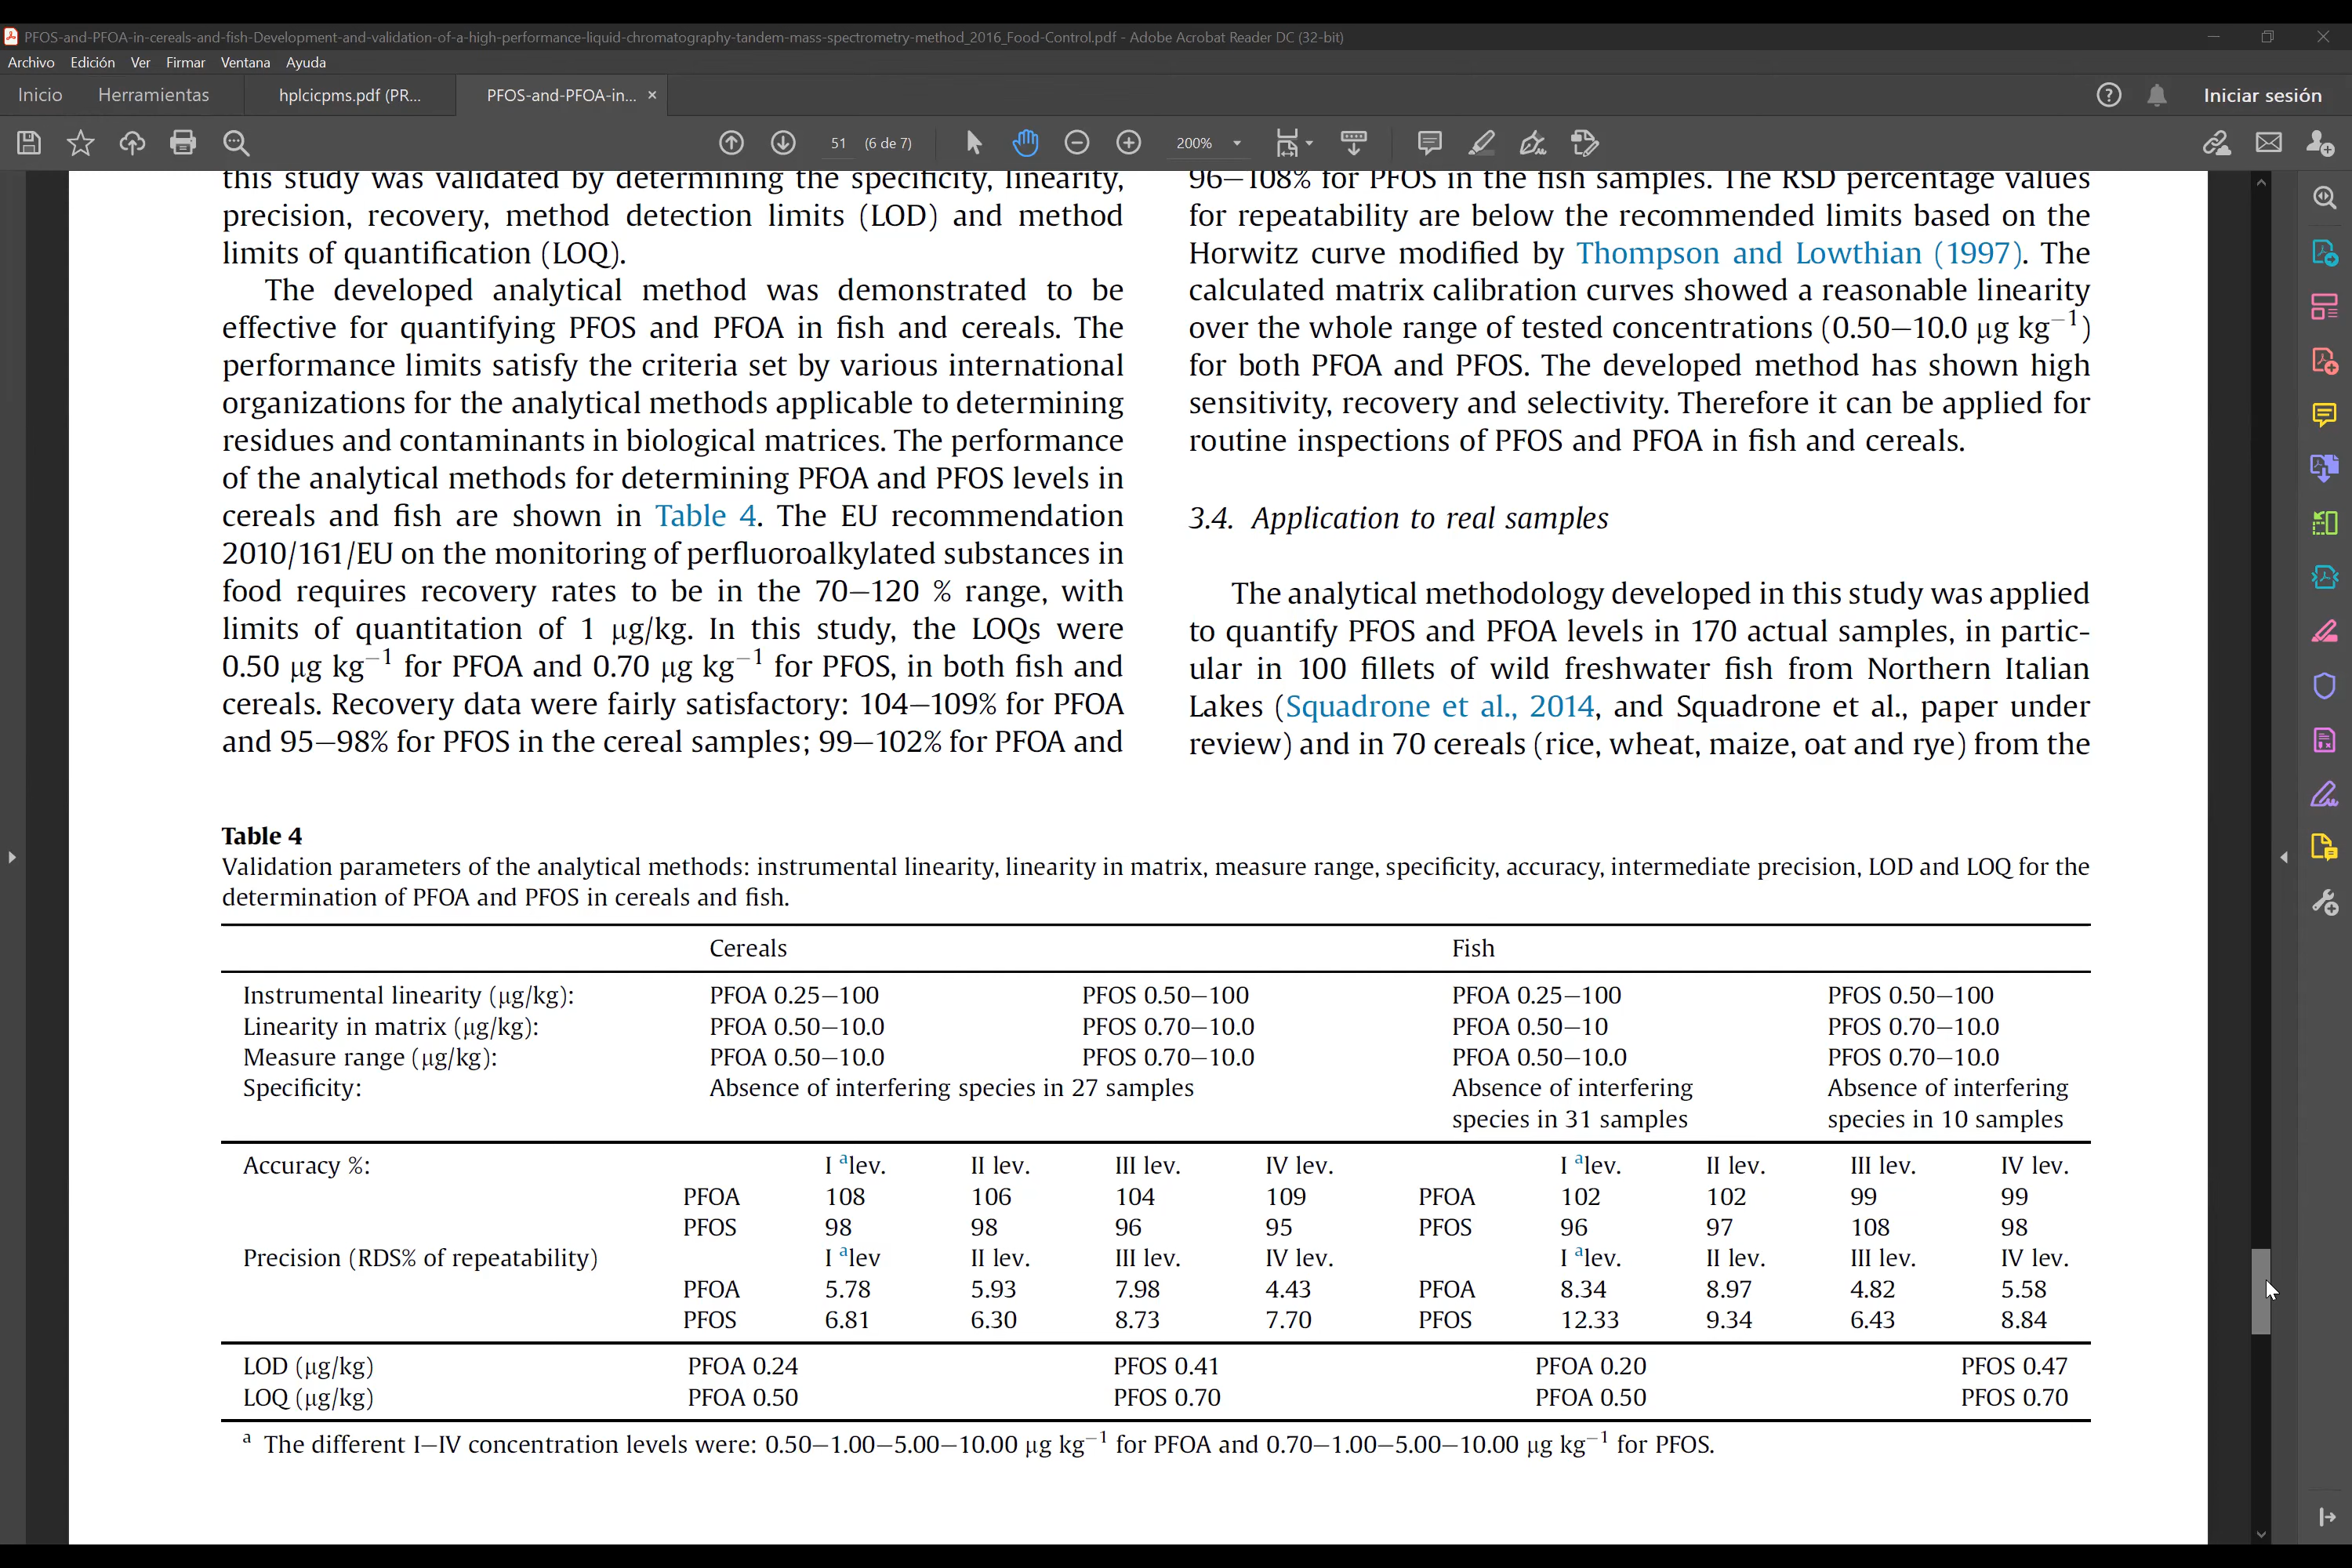 PFOS-and-PFOA-in-cereals-and-fish-Development-and-validation-of-a-high-performance-liquid-chromatography-tandem-mass-spectrometry-method_2016_Food-Control.pdf - Adobe Acrobat Reader DC (32-bit)
Archivo Edición Ver Firmar Ventana Ayuda
Inicio Herramientas hplcicpms.pdf (PR... PFOS-and-PFOA-in... × Iniciar sesión
51 (6 de 7) 200%
this study was validated by determining the specificity, linearity,
precision, recovery, method detection limits (LOD) and method
limits of quantification (LOQ).
The developed analytical method was demonstrated to be
effective for quantifying PFOS and PFOA in fish and cereals. The
performance limits satisfy the criteria set by various international
organizations for the analytical methods applicable to determining
residues and contaminants in biological matrices. The performance
of the analytical methods for determining PFOA and PFOS levels in
cereals and fish are shown in Table 4. The EU recommendation
2010/161/EU on the monitoring of perfluoroalkylated substances in
food requires recovery rates to be in the 70–120 % range, with
limits of quantitation of 1 μg/kg. In this study, the LOQs were
0.50 μg kg⁻¹ for PFOA and 0.70 μg kg⁻¹ for PFOS, in both fish and
cereals. Recovery data were fairly satisfactory: 104–109% for PFOA
and 95–98% for PFOS in the cereal samples; 99–102% for PFOA and
96–108% for PFOS in the fish samples. The RSD percentage values
for repeatability are below the recommended limits based on the
Horwitz curve modified by Thompson and Lowthian (1997). The
calculated matrix calibration curves showed a reasonable linearity
over the whole range of tested concentrations (0.50–10.0 μg kg⁻¹)
for both PFOA and PFOS. The developed method has shown high
sensitivity, recovery and selectivity. Therefore it can be applied for
routine inspections of PFOS and PFOA in fish and cereals.
3.4. Application to real samples
The analytical methodology developed in this study was applied
to quantify PFOS and PFOA levels in 170 actual samples, in partic-
ular in 100 fillets of wild freshwater fish from Northern Italian
Lakes (Squadrone et al., 2014, and Squadrone et al., paper under
review) and in 70 cereals (rice, wheat, maize, oat and rye) from the
Table 4
Validation parameters of the analytical methods: instrumental linearity, linearity in matrix, measure range, specificity, accuracy, intermediate precision, LOD and LOQ for the
determination of PFOA and PFOS in cereals and fish.
Cereals Fish
Instrumental linearity (μg/kg): PFOA 0.25–100 PFOS 0.50–100 PFOA 0.25–100 PFOS 0.50–100
Linearity in matrix (μg/kg): PFOA 0.50–10.0 PFOS 0.70–10.0 PFOA 0.50–10 PFOS 0.70–10.0
Measure range (μg/kg): PFOA 0.50–10.0 PFOS 0.70–10.0 PFOA 0.50–10.0 PFOS 0.70–10.0
Specificity: Absence of interfering species in 27 samples Absence of interfering Absence of interfering
species in 31 samples species in 10 samples
Accuracy %: I ᵃlev. II lev. III lev. IV lev. I ᵃlev. II lev. III lev. IV lev.
PFOA 108 106 104 109 PFOA 102 102 99 99
PFOS 98 98 96 95 PFOS 96 97 108 98
Precision (RDS% of repeatability) I ᵃlev II lev. III lev. IV lev. I ᵃlev. II lev. III lev. IV lev.
PFOA 5.78 5.93 7.98 4.43 PFOA 8.34 8.97 4.82 5.58
PFOS 6.81 6.30 8.73 7.70 PFOS 12.33 9.34 6.43 8.84
LOD (μg/kg) PFOA 0.24 PFOS 0.41 PFOA 0.20 PFOS 0.47
LOQ (μg/kg) PFOA 0.50 PFOS 0.70 PFOA 0.50 PFOS 0.70
ᵃ The different I–IV concentration levels were: 0.50–1.00–5.00–10.00 μg kg⁻¹ for PFOA and 0.70–1.00–5.00–10.00 μg kg⁻¹ for PFOS.